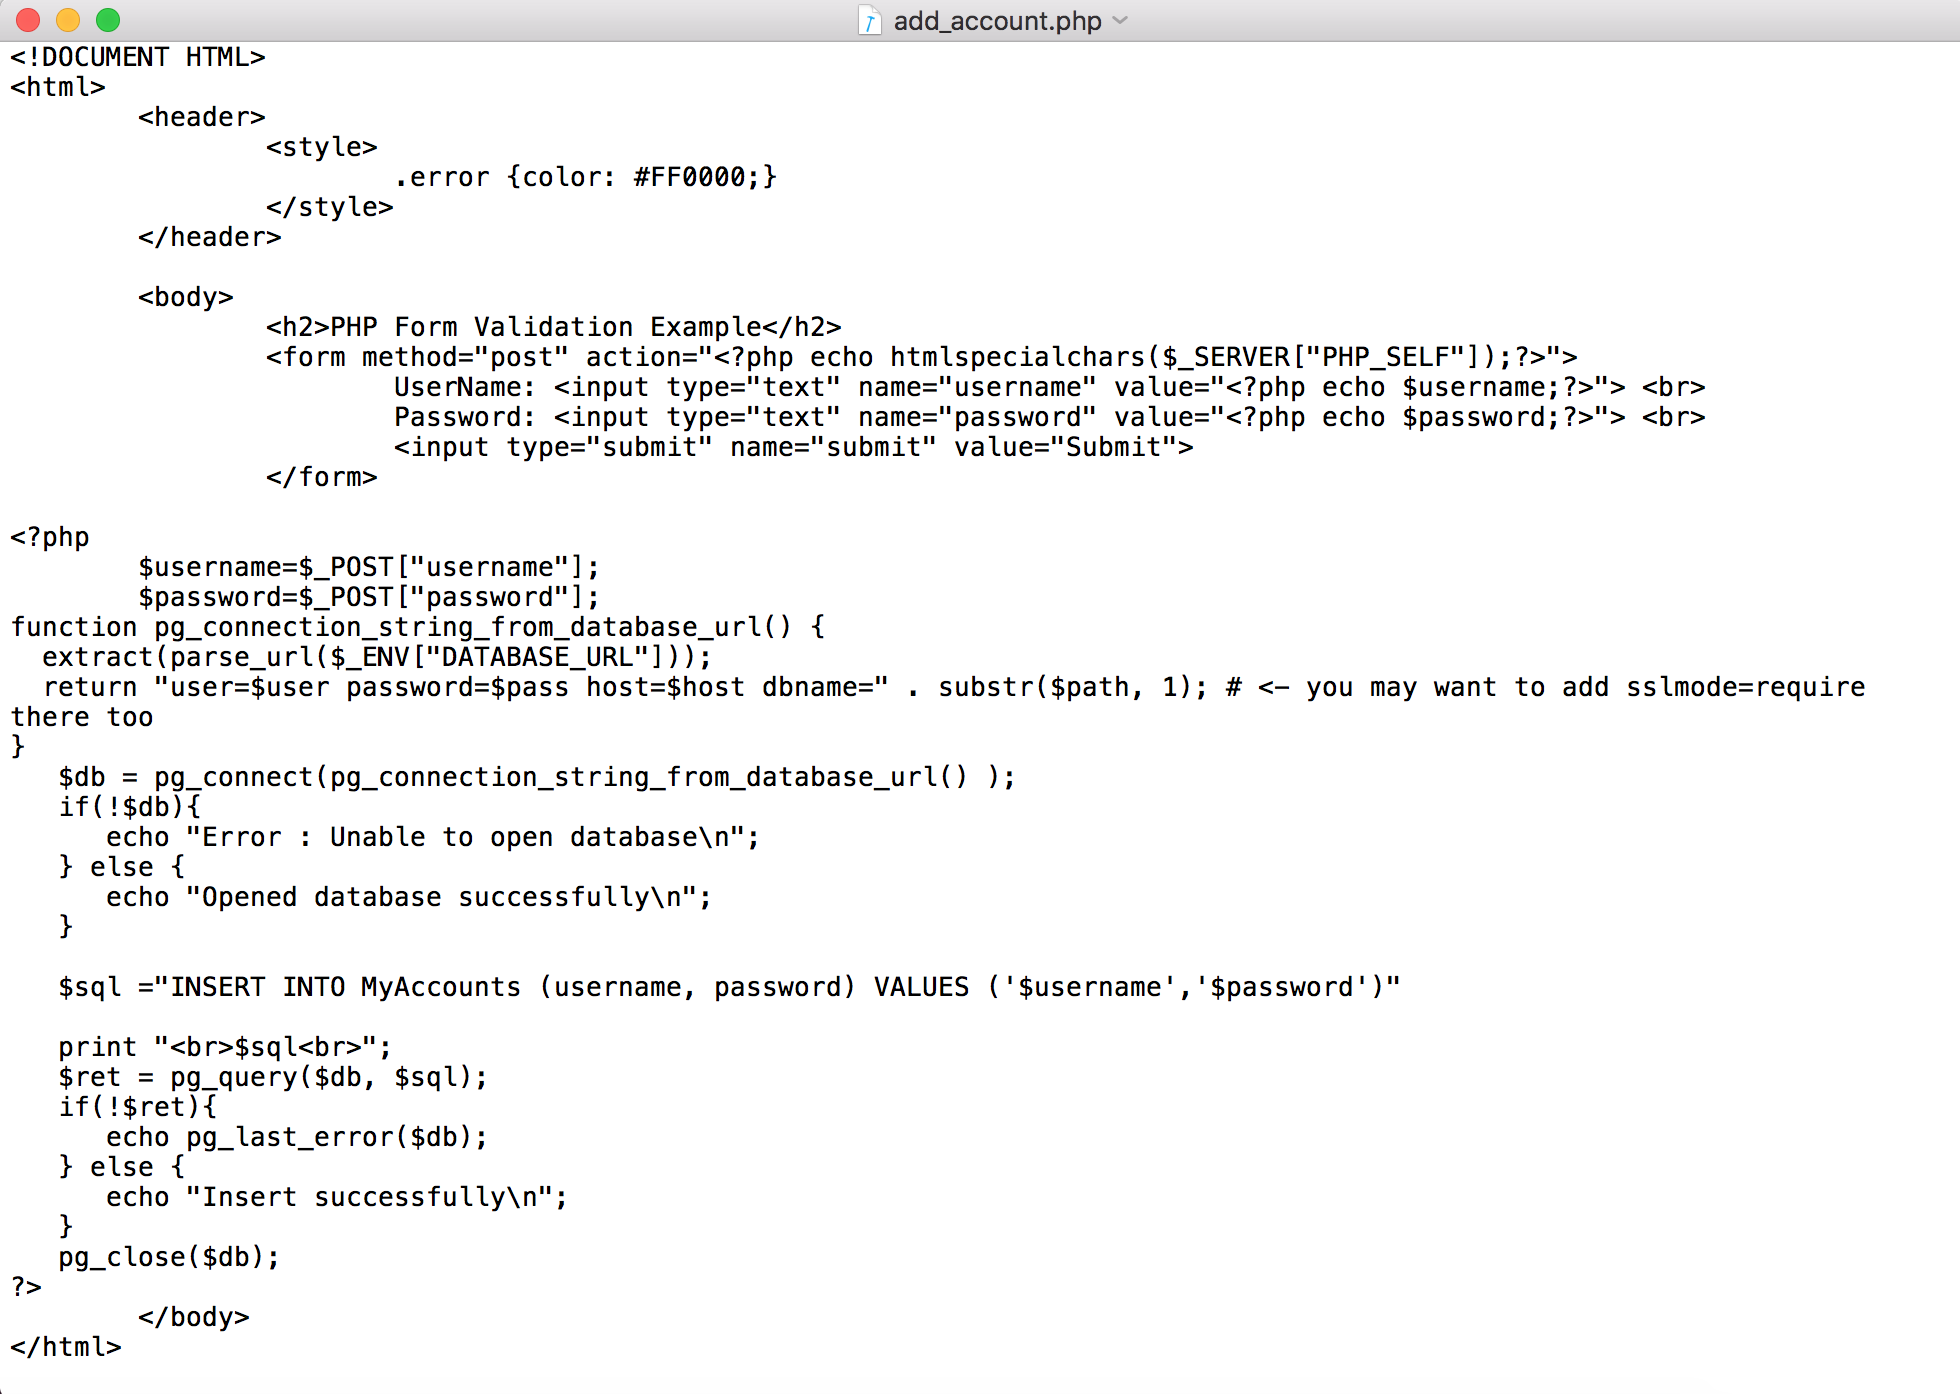 add_account.php
<!DOCUMENT HTML>
<html>
<header>
<style>
.error {color: #FF0000;}
</style>
</header>
<body>
<h2>PHP Form Validation Example</h2>
<form method="post" action="<?php echo htmlspecialchars($_SERVER["PHP_SELF"]);?>">
UserName: <input type="text" name="username" value="<?php echo $username;?>"> <br>
Password: <input type="text" name="password" value="<?php echo $password;?>"> <br>
<input type="submit" name="submit" value="Submit">
</form>
<?php
$username=$_POST["username"];
$password=$_POST["password"];
function pg_connection_string_from_database_url() {
extract(parse_url($_ENV["DATABASE_URL"]));
return "user=$user password=$pass host=$host dbname=" . substr($path, 1); # <- you may want to add sslmode=require
there too
}
$db = pg_connect(pg_connection_string_from_database_url() );
if(!$db){
echo "Error : Unable to open database\n";
} else {
echo "Opened database successfully\n";
}
$sql ="INSERT INTO MyAccounts (username, password) VALUES ('$username','$password')"
print "<br>$sql<br>";
$ret = pg_query($db, $sql);
if(!$ret){
echo pg_last_error($db);
} else {
echo "Insert successfully\n";
}
pg_close($db);
?>
</body>
</html>